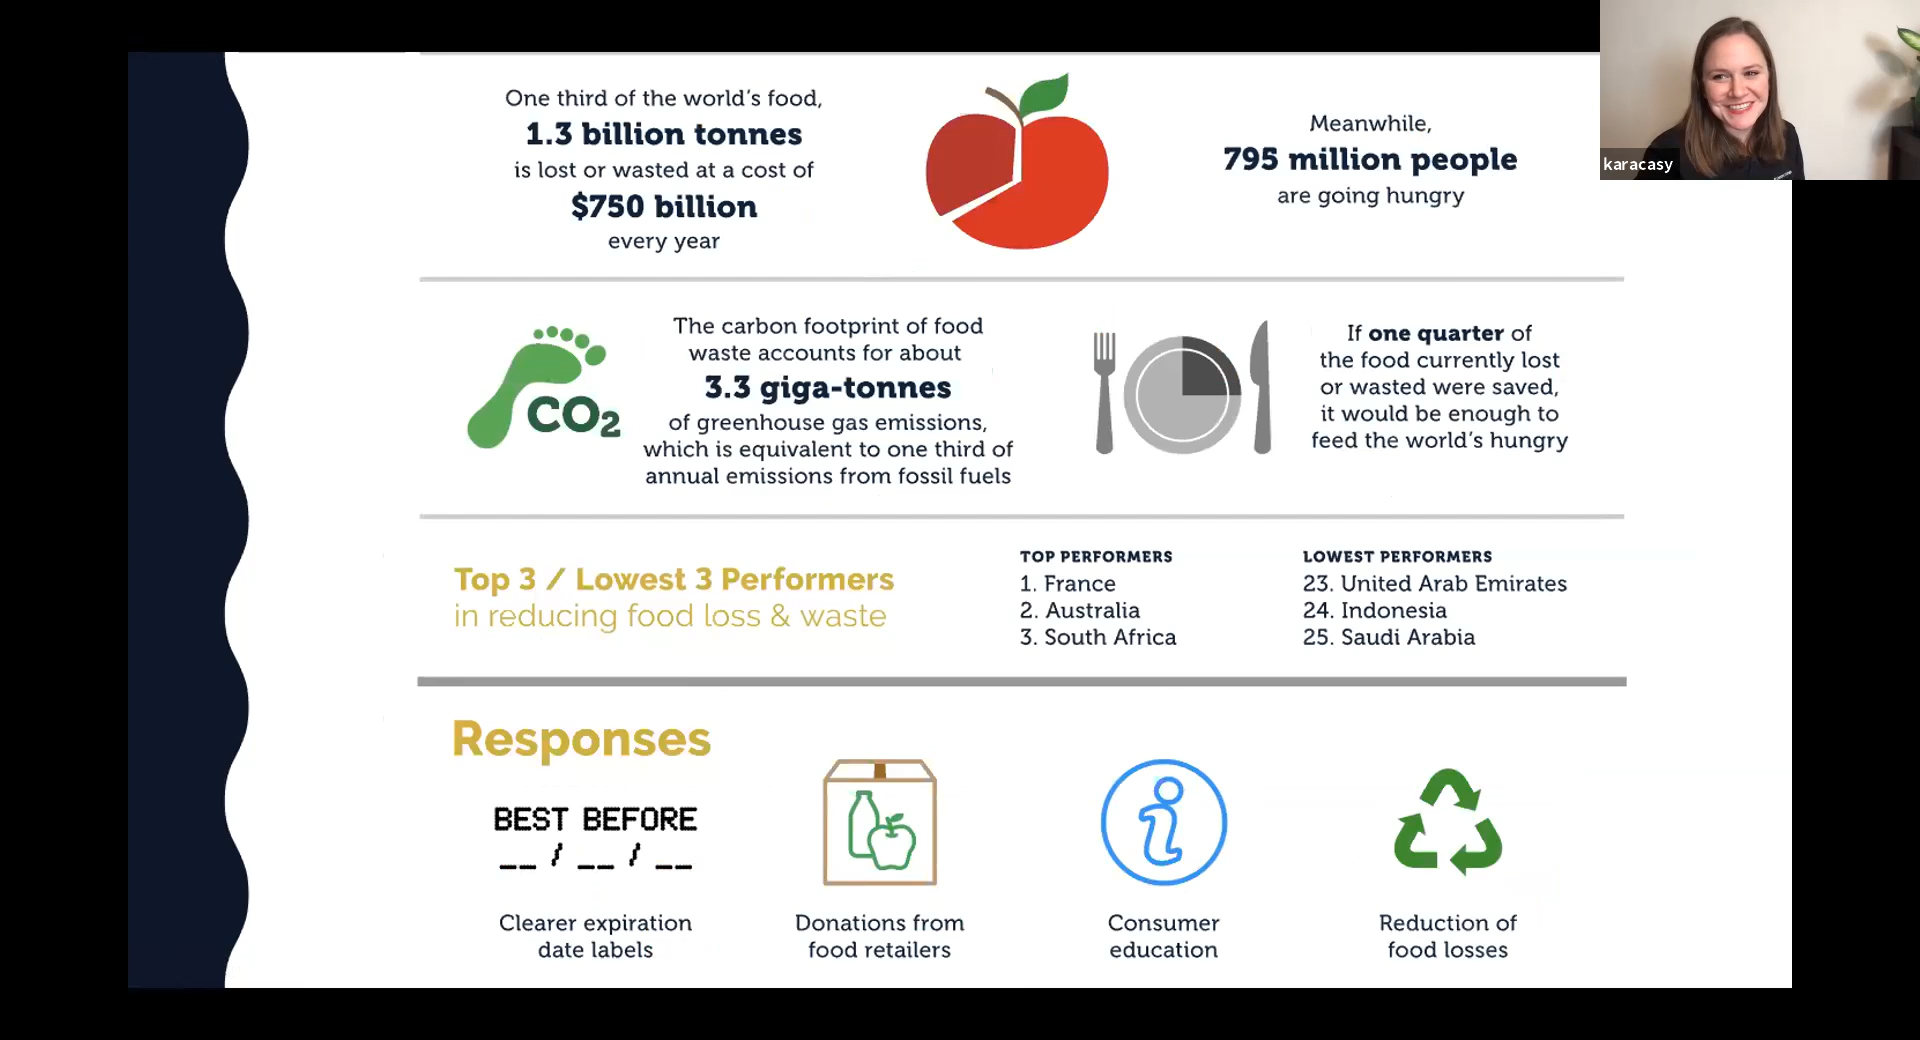 One third of the world's food,
1.3 billion tonnes
is lost or wasted at a cost of
$750 billion
every year
Meanwhile,
795 million people
are going hungry
karacasy
CO2
The carbon footprint of food
waste accounts for about
3.3 giga-tonnes
of greenhouse gas emissions,
which is equivalent to one third of
annual emissions from fossil fuels
If one quarter of
the food currently lost
or wasted were saved,
it would be enough to
feed the world's hungry
Top 3 / Lowest 3 Performers
in reducing food loss & waste
TOP PERFORMERS
1. France
2. Australia
3. South Africa
LOWEST PERFORMERS
23. United Arab Emirates
24. Indonesia
25. Saudi Arabia
Responses
BEST BEFORE
__ / __ / __
Clearer expiration
date labels
Donations from
food retailers
i
Consumer
education
Reduction of
food losses